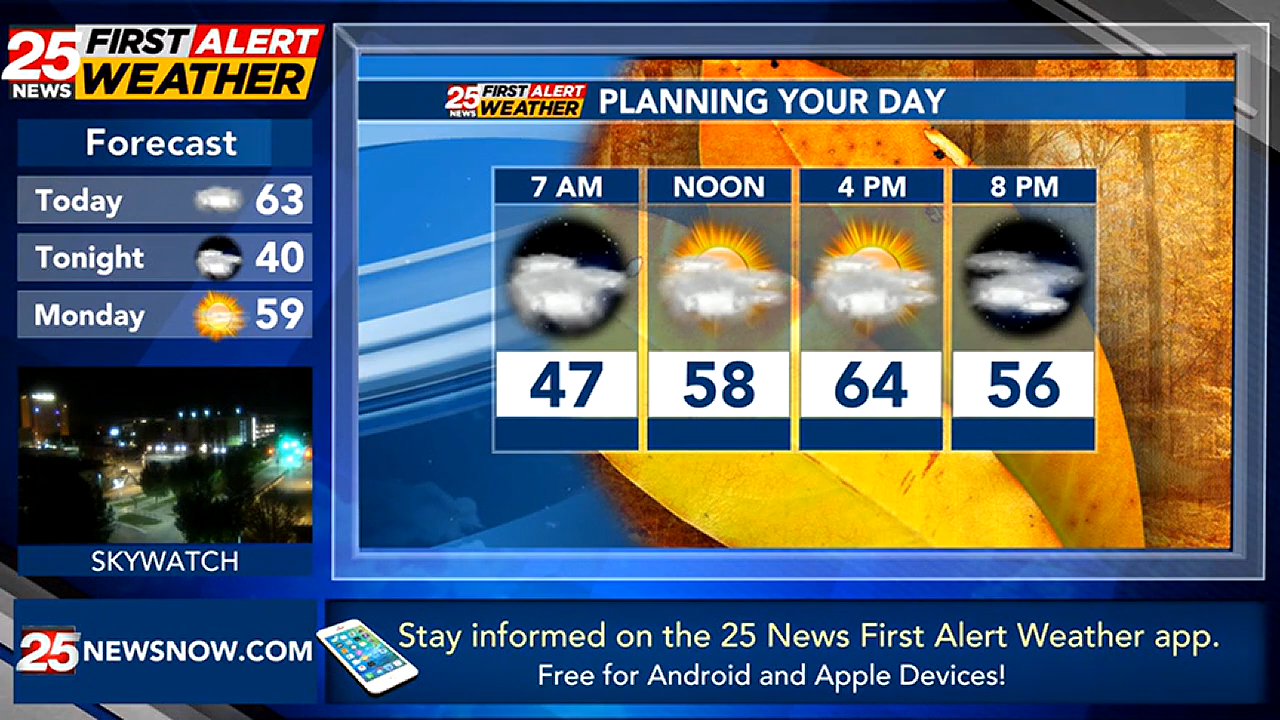 25 NEWS FIRST ALERT WEATHER
Forecast
Today 63
Tonight 40
Monday 59
SKYWATCH
25 NEWS FIRST ALERT WEATHER PLANNING YOUR DAY
7 AM NOON 4 PM 8 PM
47 58 64 56
25 NEWSNOW.COM
Stay informed on the 25 News First Alert Weather app.
Free for Android and Apple Devices!